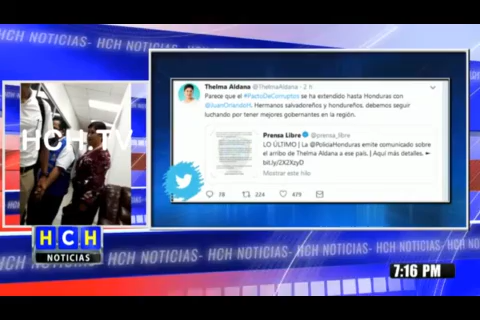 HCH NOTICIAS- HCH NOTICIAS- HCH NOTICIAS- HCH NOTICIAS
Thelma Aldana @ThelmaAldana · 2 h
Parece que el #PactoDeCorruptos se ha extendido hasta Honduras con
@JuanOrlandoH. Hermanos salvadoreños y hondureños, debemos seguir
luchando por tener mejores gobernantes en la región.
Prensa Libre @prensa_libre
LO ÚLTIMO | La @PoliciaHonduras emite comunicado sobre
el arribo de Thelma Aldana a ese país. | Aquí más detalles.
bit.ly/2X2XzyD
Mostrar este hilo
78 224 479
HCH TV
HCH
NOTICIAS
HCH NOTICIAS- HCH NOTICIAS
7:16 PM